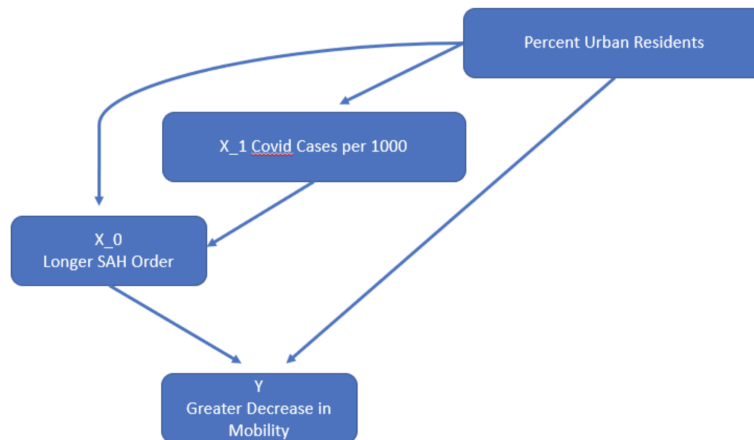 Percent Urban Residents
X_1 Covid Cases per 1000
X_0
Longer SAH Order
Y
Greater Decrease in
Mobility